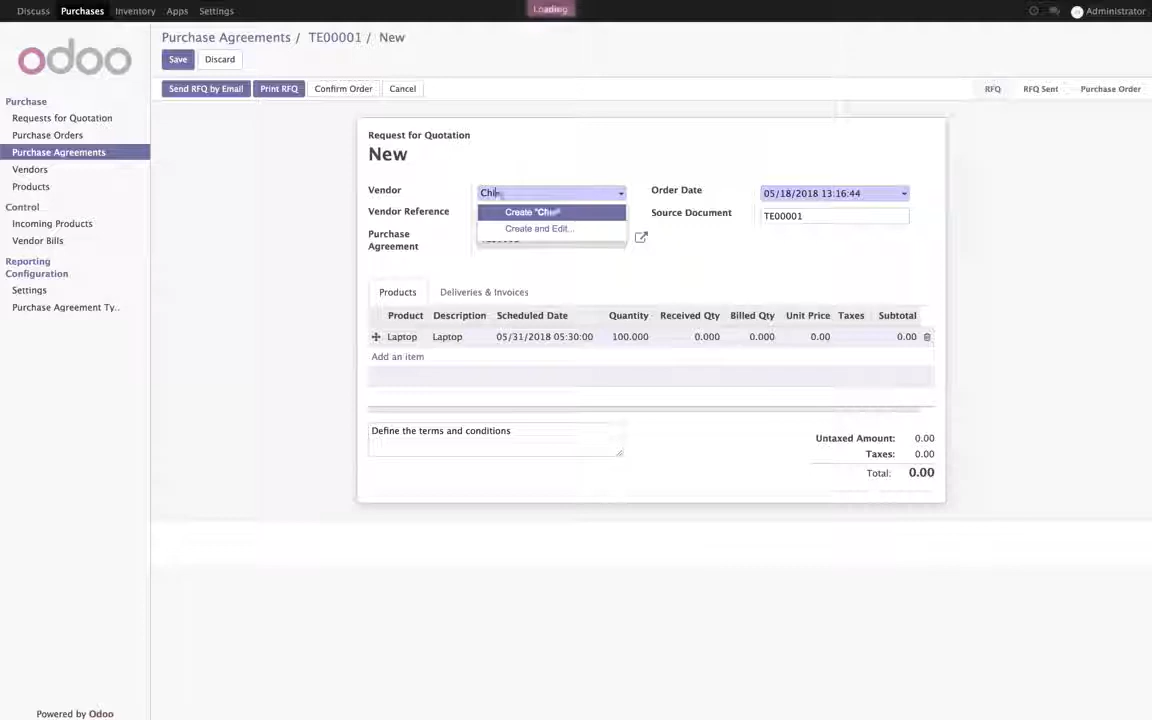 Discuss Purchases Inventory Apps Settings Loading Administrator
odoo
Purchase Agreements / TE00001 / New
Save Discard
Send RFQ by Email Print RFQ Confirm Order Cancel RFQ RFQ Sent Purchase Order
Purchase
Requests for Quotation
Purchase Orders
Purchase Agreements
Vendors
Products
Control
Incoming Products
Vendor Bills
Reporting
Configuration
Settings
Purchase Agreement Ty..
Request for Quotation
New
Vendor Order Date 05/18/2018 13:16:44
Create and Edit...
Vendor Reference Source Document TE00001
Purchase
Agreement
Products Deliveries & Invoices
Product Description Scheduled Date Quantity Received Qty Billed Qty Unit Price Taxes Subtotal
Laptop Laptop 05/31/2018 05:30:00 100.000 0.000 0.000 0.00 0.00
Add an item
Define the terms and conditions
Untaxed Amount: 0.00
Taxes: 0.00
Total: 0.00
Powered by Odoo